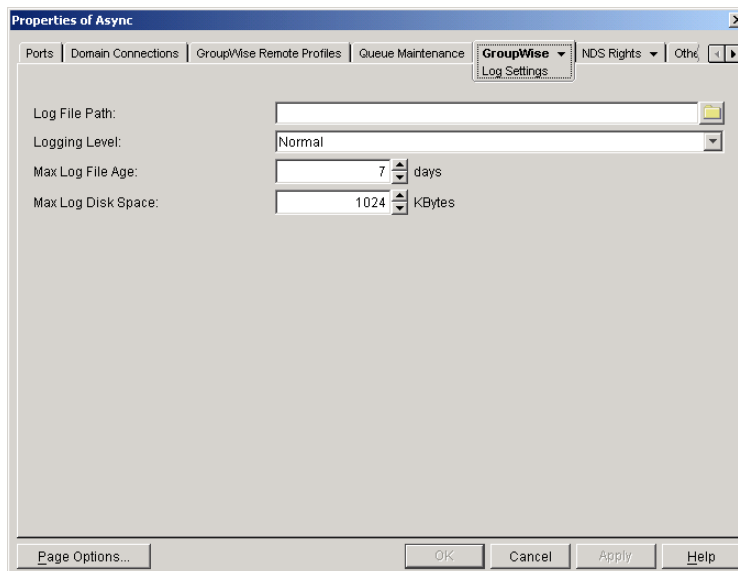 Properties of Async
Ports Domain Connections GroupWise Remote Profiles Queue Maintenance GroupWise NDS Rights Othe
Log Settings
Log File Path:
Logging Level: Normal
Max Log File Age: 7 days
Max Log Disk Space: 1024 KBytes
Page Options... OK Cancel Apply Help